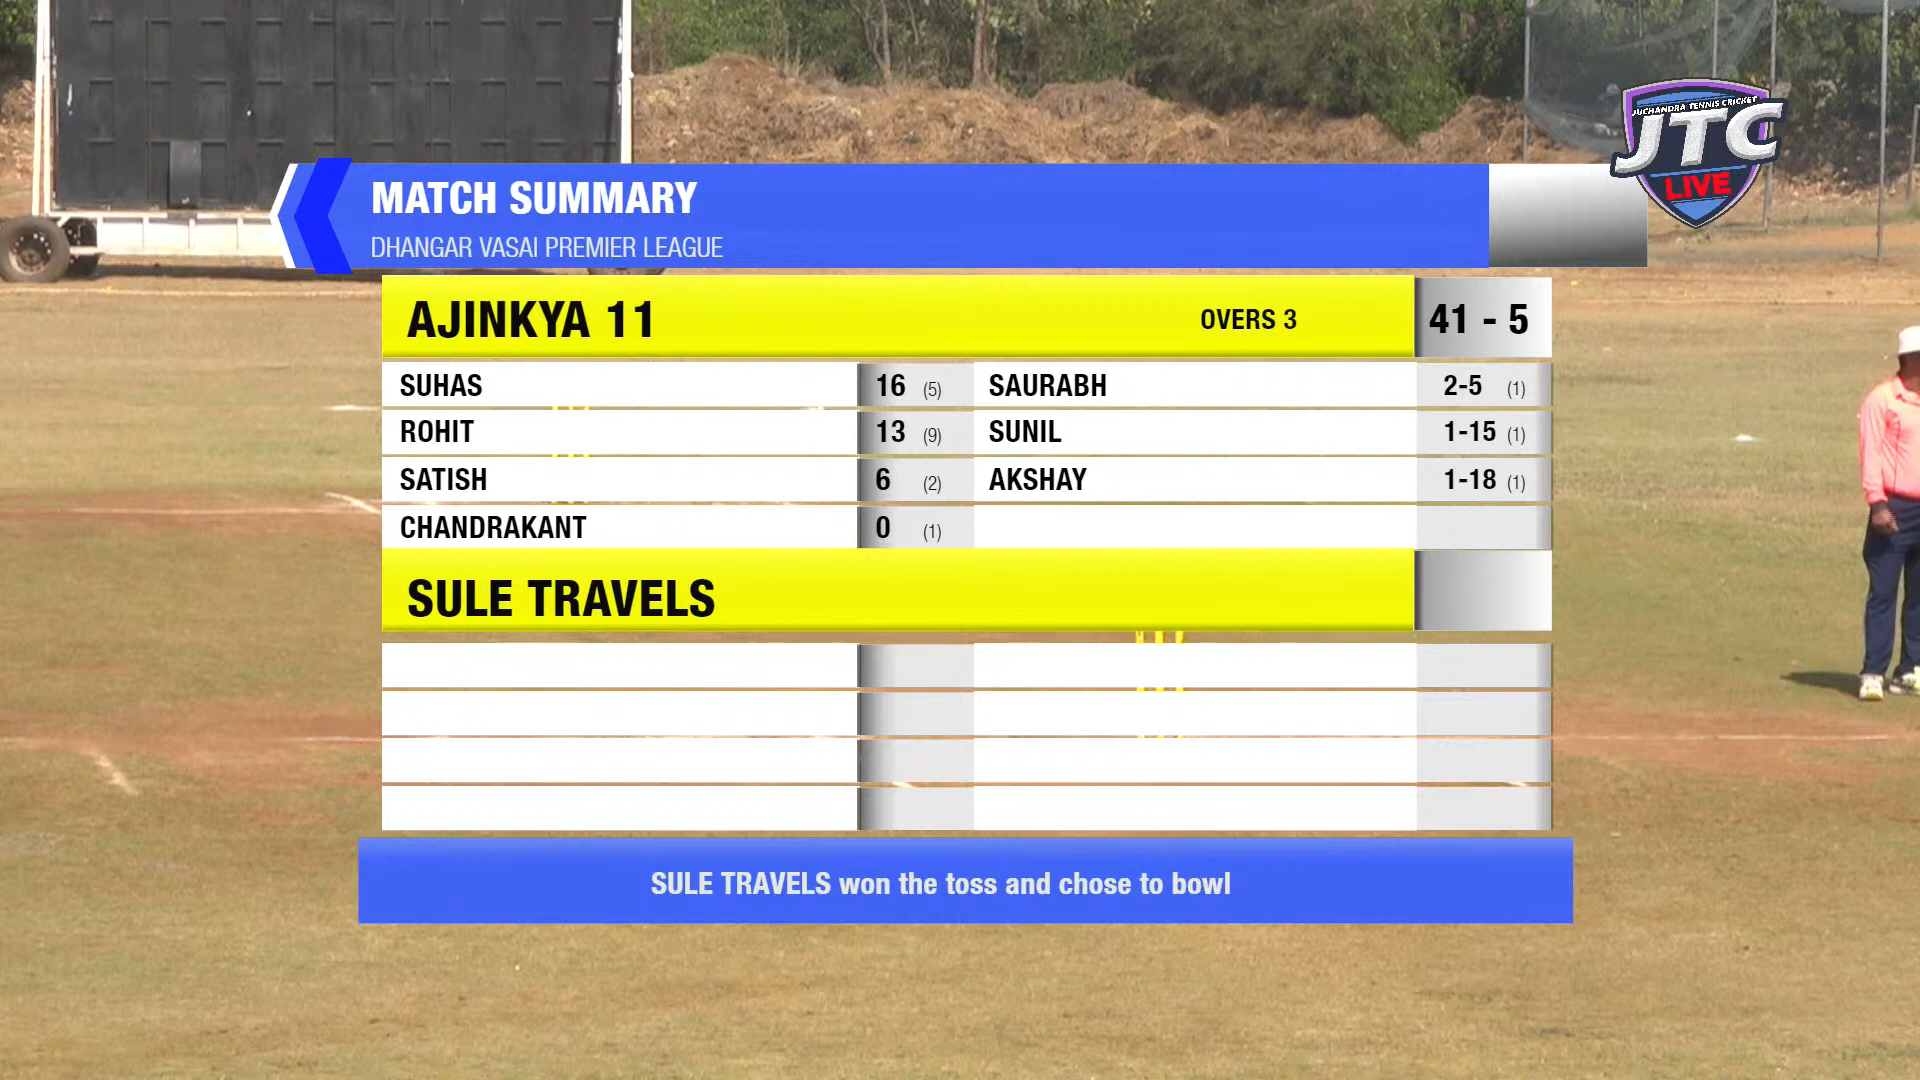 JUCHANDRA TENNIS CRICKET
JTC
LIVE
MATCH SUMMARY
DHANGAR VASAI PREMIER LEAGUE
AJINKYA 11 OVERS 3 41 - 5
SUHAS 16 (5) SAURABH 2-5 (1)
ROHIT 13 (9) SUNIL 1-15 (1)
SATISH 6 (2) AKSHAY 1-18 (1)
CHANDRAKANT 0 (1)
SULE TRAVELS
SULE TRAVELS won the toss and chose to bowl